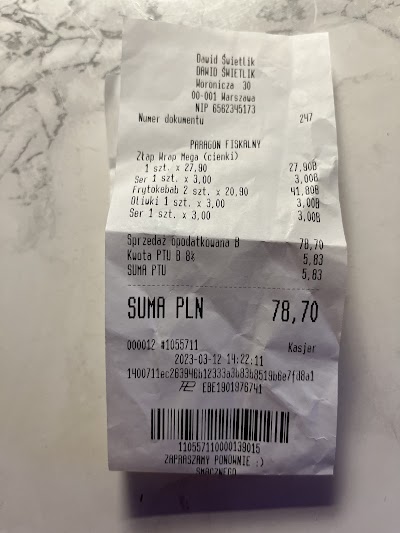 Dawid Świetlik
DAWID ŚWIETLIK
Woronicza 30
00-001 Warszawa
NIP 6562345173
Numer dokumentu 247
PARAGON FISKALNY
Złap Wrap Mega (cienki)
1 szt. x 27,90 27,90B
Ser 1 szt. x 3,00 3,00B
Frytokebab 2 szt. x 20,90 41,80B
Oliwki 1 szt. x 3,00 3,00B
Ser 1 szt. x 3,00 3,00B
Sprzedaż opodatkowana B 78,70
Kwota PTU B 8% 5,83
SUMA PTU 5,83
SUMA PLN 78,70
000012 #1055711 Kasjer
2023-03-12 14:22.11
EBE1901976741
110557110000139015
ZAPRASZAMY PONOWNIE :)
SMACZNEGO